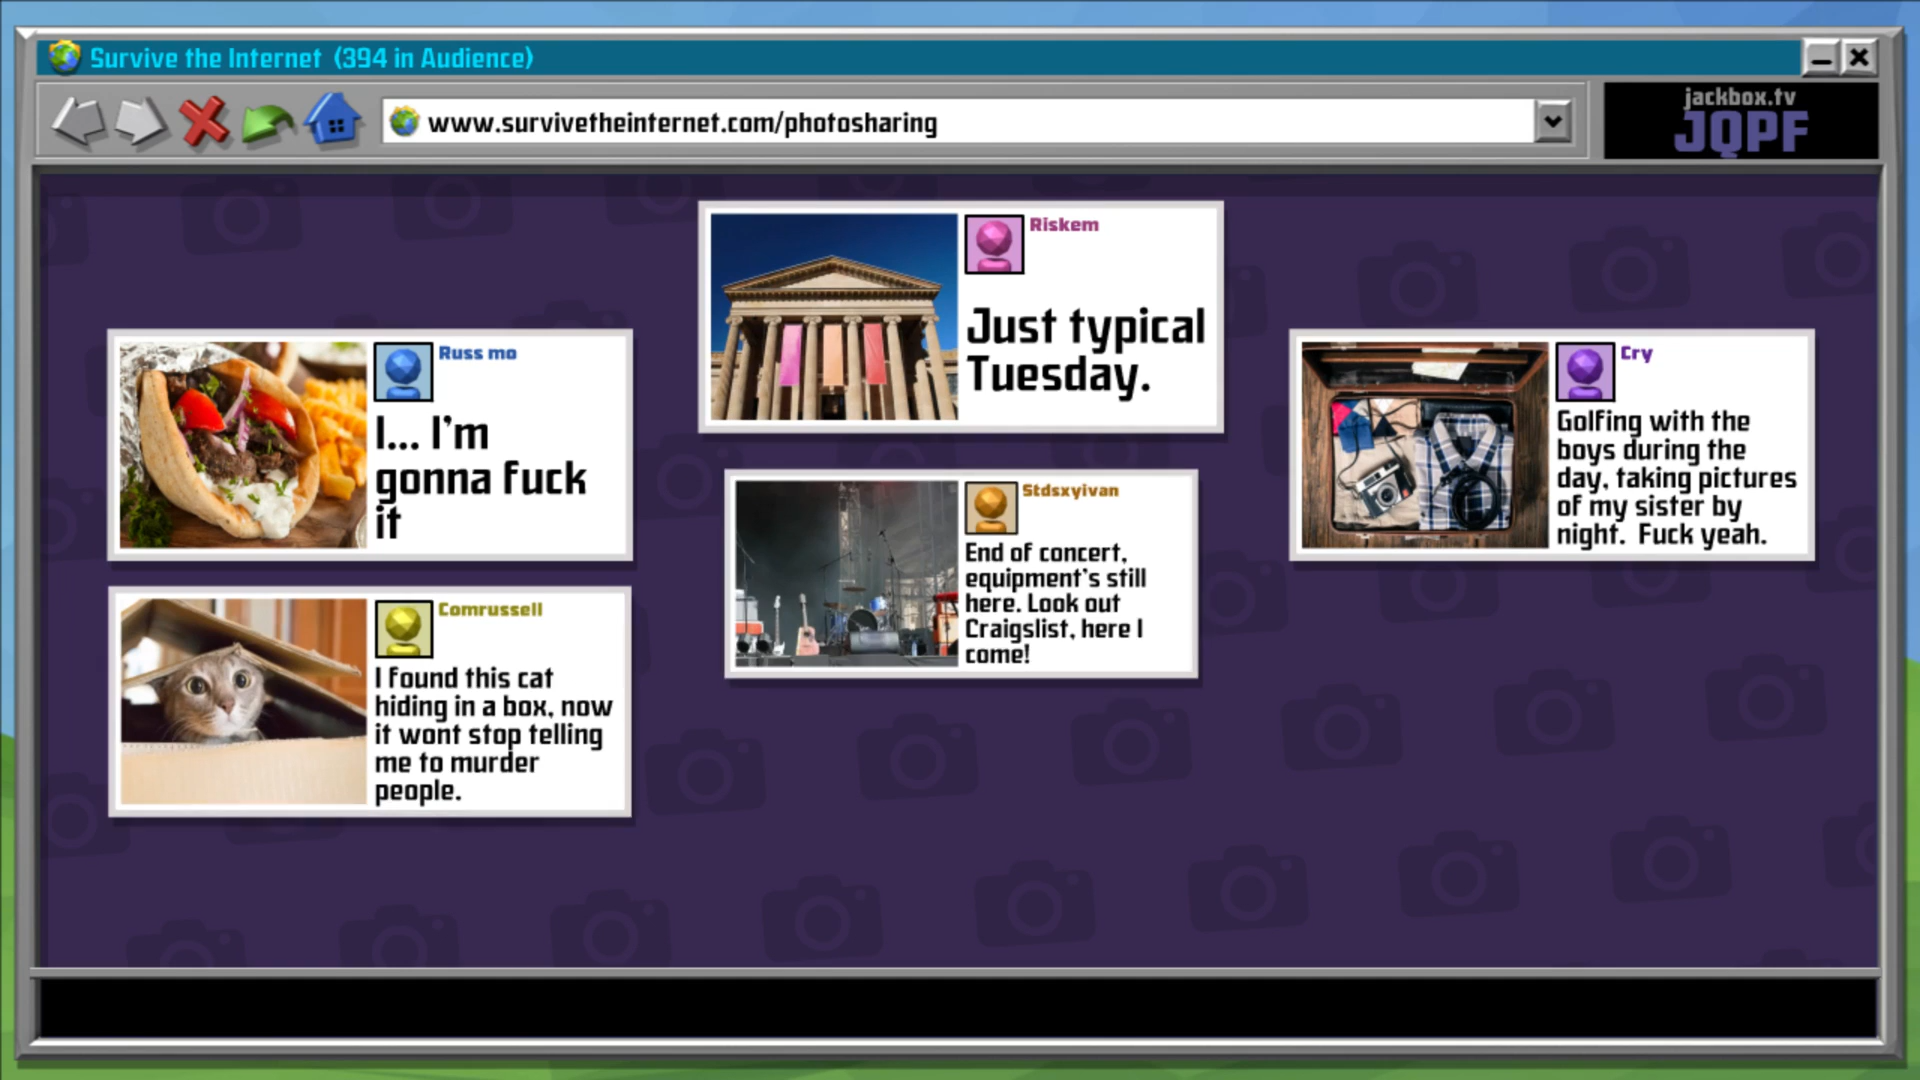 Survive the Internet (394 in Audience)
www.survivetheinternet.com/photosharing
jackbox.tv
JQPF
Riskem
Just typical
Tuesday.
Russ mo
I... I'm
gonna fuck
it
Cry
Golfing with the
boys during the
day, taking pictures
of my sister by
night. Fuck yeah.
Stdsxyivan
End of concert,
equipment's still
here. Look out
Craigslist, here I
come!
Comrussell
I found this cat
hiding in a box, now
it wont stop telling
me to murder
people.